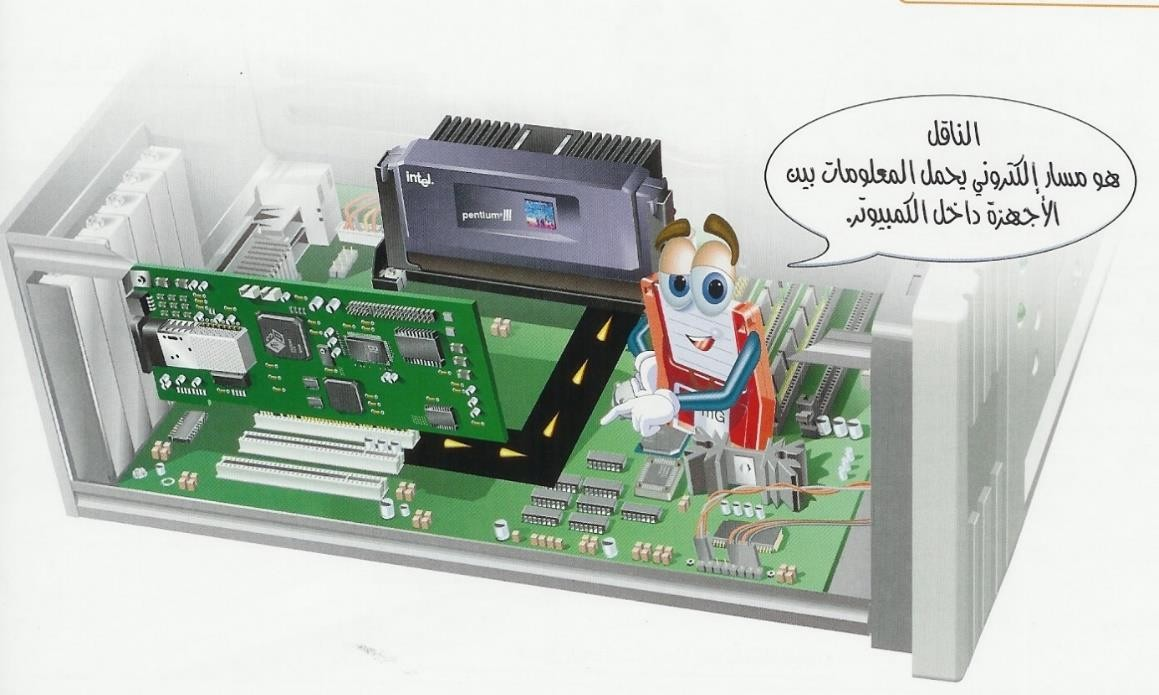 الناقل
هو مسار إلكتروني يحمل المعلومات بين
الأجهزة داخل الكمبيوتر.
intel.
pentium® III